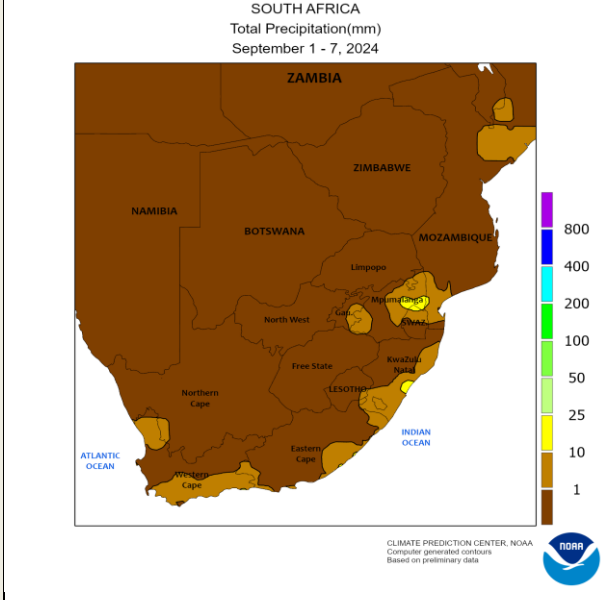 SOUTH AFRICA
Total Precipitation(mm)
September 1 - 7, 2024
ZAMBIA
ZIMBABWE
NAMIBIA
BOTSWANA
MOZAMBIQUE
Limpopo
Mpumalanga
Gap
North West
SWAZ.
KwaZulu
Natal
Free State
LESOTHO
Northern
Cape
Eastern
Cape
Western
Cape
ATLANTIC
OCEAN
INDIAN
OCEAN
800
400
200
100
50
25
10
1
CLIMATE PREDICTION CENTER, NOAA
Computer generated contours
Based on preliminary data
NOAA